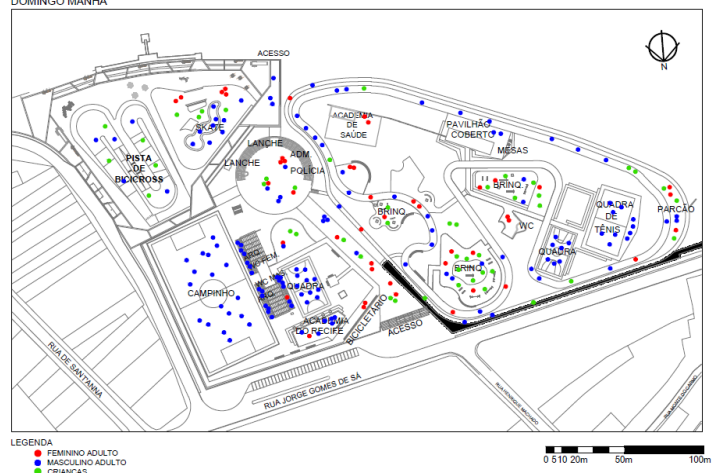 DOMINGO MANHÃ
ACESSO
N
ACADEMIA
DE
SAÚDE
PAVILHÃO
COBERTO
MESAS
SKATE
LANCHE
LANCHE
ADM.
POLÍCIA
PISTA
DE
BICICROSS
BRINQ.
BRINQ.
WC
QUADRA
DE
TÊNIS
PARCÃO
QUADRA
BRINQ.
WC FEM.
WC MAS.
CAMPINHO
QUADRA
ACADEMIA
DO RECIFE
BICICLETÁRIO
ACESSO
RUA DE SANTANNA
RUA JORGE GOMES DE SÁ
RUA HENRIQUE MACHADO
LEGENDA
FEMININO ADULTO
MASCULINO ADULTO
CRIANÇAS
0 5 10 20m 50m 100m